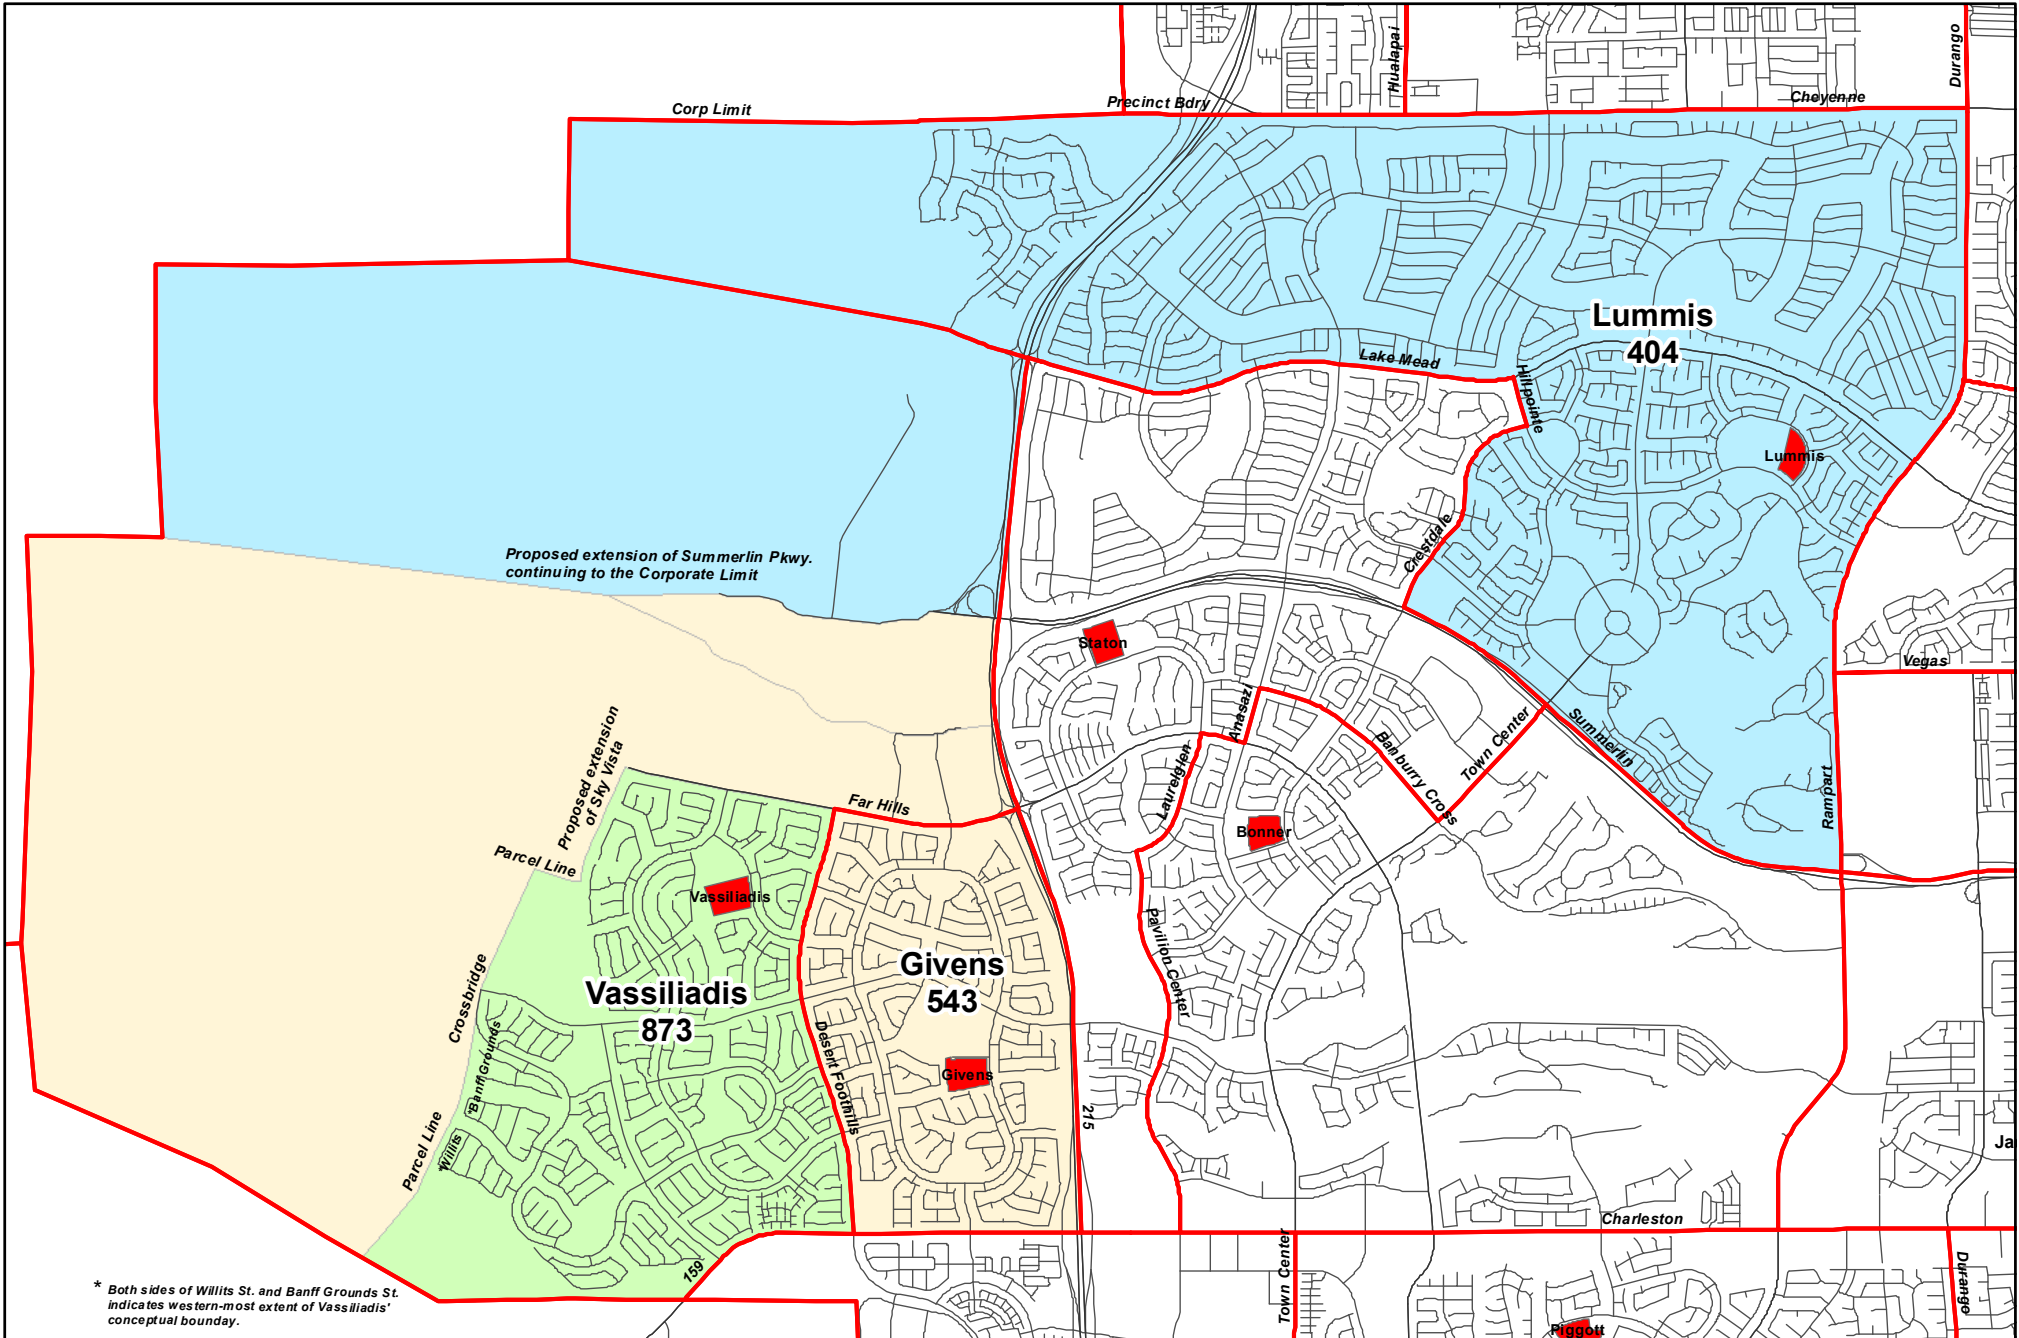 Hualapai
Durango
Corp Limit
Precinct Bdry
Cheyenne
Lummis
404
Lake Mead
Hillpointe
Lummis
Crestdale
Proposed extension of Summerlin Pkwy.
continuing to the Corporate Limit
Staton
Vegas
Anasazi
Proposed extension
of Sky Vista
Laurelglen
Banburry Cross
Town Center
Summerlin
Rampart
Far Hills
Bonner
Parcel Line
Vassiliadis
Pavilion Center
Crossbridge
Givens
543
Vassiliadis
873
*Banff Grounds
Desert Foothills
Givens
215
Parcel Line
*Willits
Ja
Charleston
159
Town Center
Durango
* Both sides of Willits St. and Banff Grounds St.
indicates western-most extent of Vassiliadis'
conceptual bounday.
Piggott